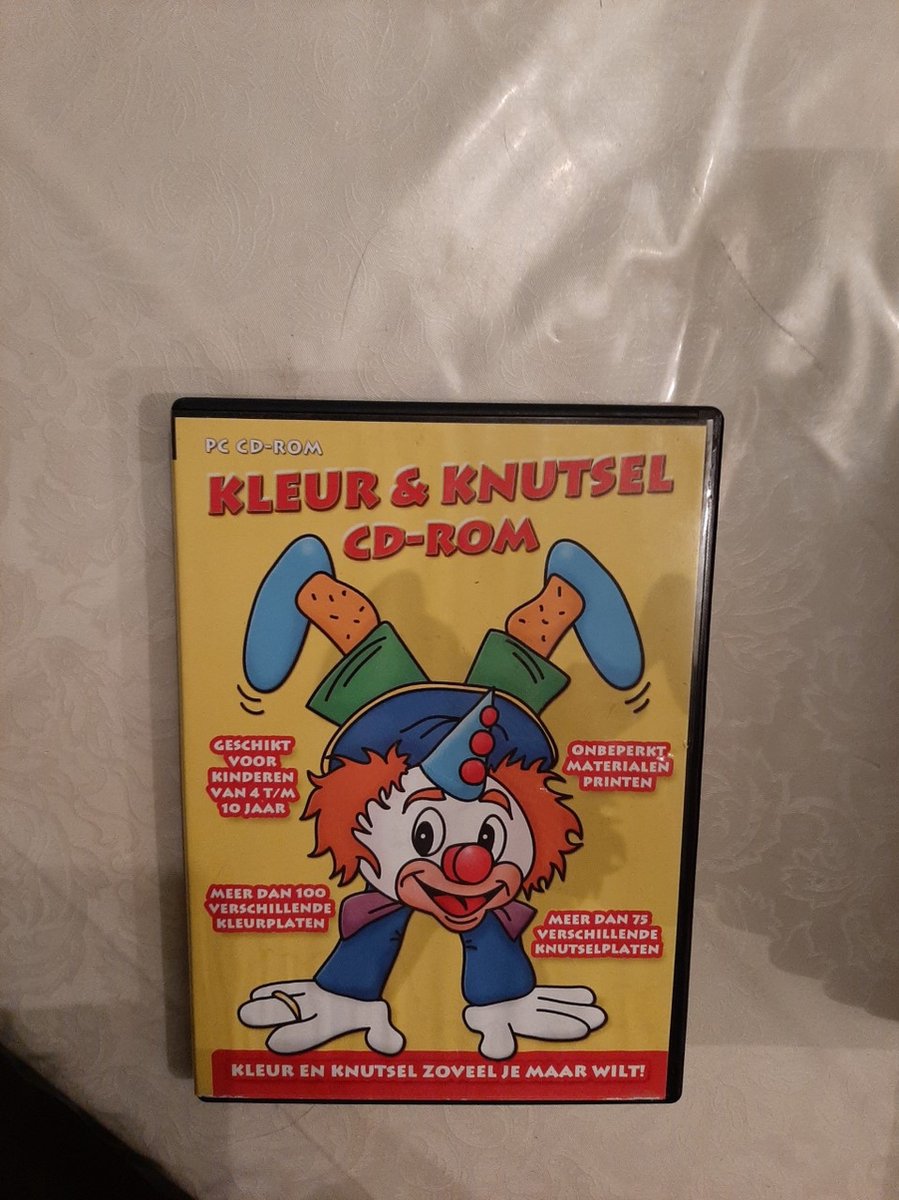 PC CD-ROM
KLEUR & KNUTSEL
CD-ROM
GESCHIKT
VOOR
KINDEREN
VAN 4 T/M
10 JAAR
ONBEPERKT
MATERIALEN
PRINTEN
MEER DAN 100
VERSCHILLENDE
KLEURPLATEN
MEER DAN 75
VERSCHILLENDE
KNUTSELPLATEN
KLEUR EN KNUTSEL ZOVEEL JE MAAR WILT!